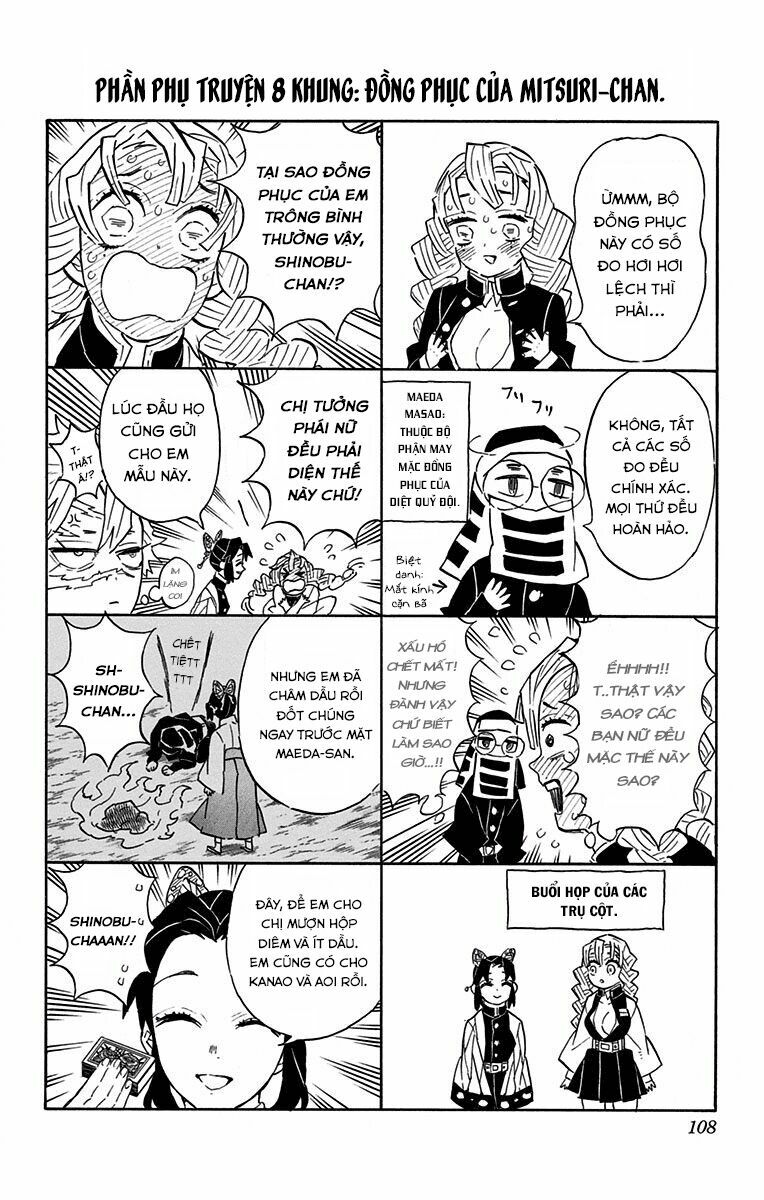 PHẦN PHỤ TRUYỆN 8 KHUNG: ĐỒNG PHỤC CỦA MITSURI-CHAN.
ỪMMM, BỘ
ĐỒNG PHỤC
NÀY CÓ SỐ
ĐO HƠI HƠI
LỆCH THÌ
PHẢI...
KHÔNG, TẤT
CẢ CÁC SỐ
ĐO ĐỀU
CHÍNH XÁC.
MỌI THỨ ĐỀU
HOÀN HẢO.
フリフリ
MAEDA
MASAO:
THUỘC BỘ
PHẬN MAY
MẶC ĐỒNG
PHỤC CỦA
DIỆT QUỶ ĐỘI.
Biệt
danh:
Mắt kính
cặn bã
ẾHHHH!!
T..THẬT VẬY
SAO? CÁC
BẠN NỮ ĐỀU
MẶC THẾ NÀY
SAO?
XẤU HỔ
CHẾT MẤT!
NHƯNG
ĐÀNH VẬY
CHỨ BIẾT
LÀM SAO
GIỜ...!!
BUỔI HỌP CỦA CÁC
TRỤ CỘT.
TẠI SAO ĐỒNG
PHỤC CỦA EM
TRÔNG BÌNH
THƯỜNG VẬY,
SHINOBU-
CHAN!?
CHỊ TƯỞNG
PHÁI NỮ
ĐỀU PHẢI
DIỆN THẾ
NÀY CHỨ!
LÚC ĐẦU HỌ
CŨNG GỬI
CHO EM
MẪU NÀY.
T-
THẬT
Á!?
IM
LẶNG
COI
NHƯNG EM ĐÃ
CHÂM DẦU RỒI
ĐỐT CHÚNG
NGAY TRƯỚC MẶT
MAEDA-SAN.
CHẾT
TIỆTT
TTT
SH-
SHINOBU-
CHAN...
ĐÂY, ĐỂ EM CHO
CHỊ MƯỢN HỘP
DIÊM VÀ ÍT DẦU.
EM CŨNG CÓ CHO
KANAO VÀ AOI RỒI.
SHINOBU-
CHAAAN!!
108